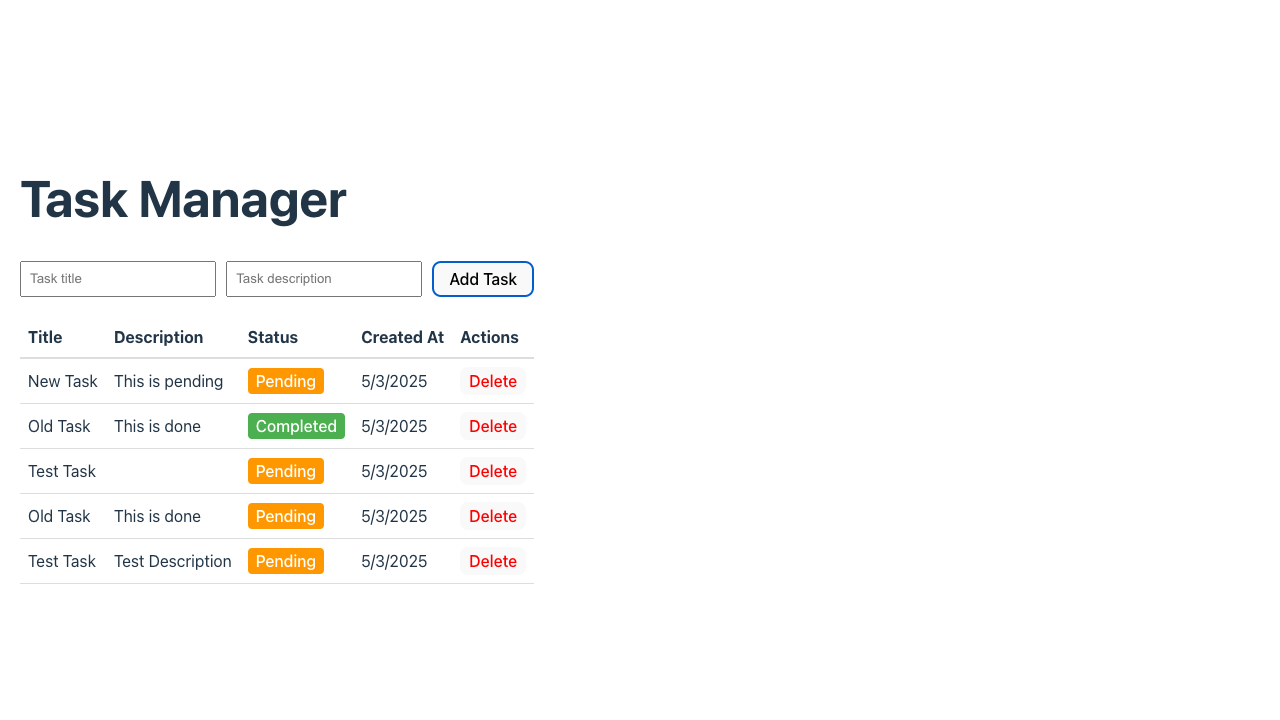 Task Manager
Task title Task description Add Task
Title Description Status Created At Actions
New Task This is pending Pending 5/3/2025 Delete
Old Task This is done Completed 5/3/2025 Delete
Test Task Pending 5/3/2025 Delete
Old Task This is done Pending 5/3/2025 Delete
Test Task Test Description Pending 5/3/2025 Delete